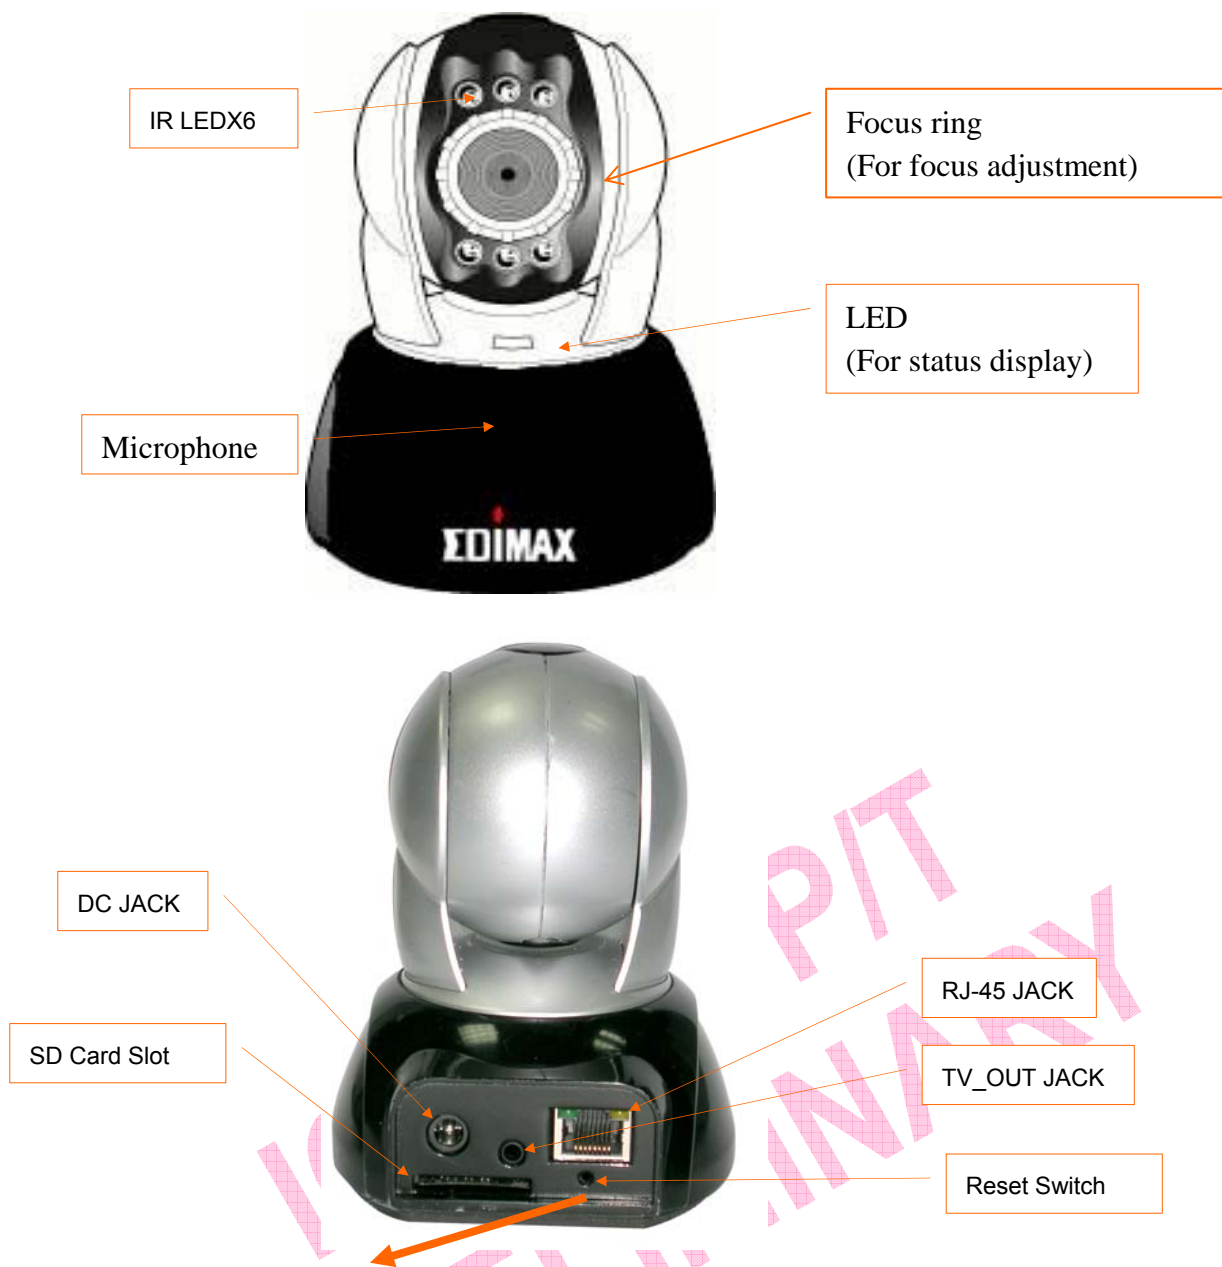 IR LEDX6
Focus ring
(For focus adjustment)
LED
(For status display)
Microphone
EDIMAX
DC JACK
P/T
RJ-45 JACK
SD Card Slot
TV_OUT JACK
Reset Switch